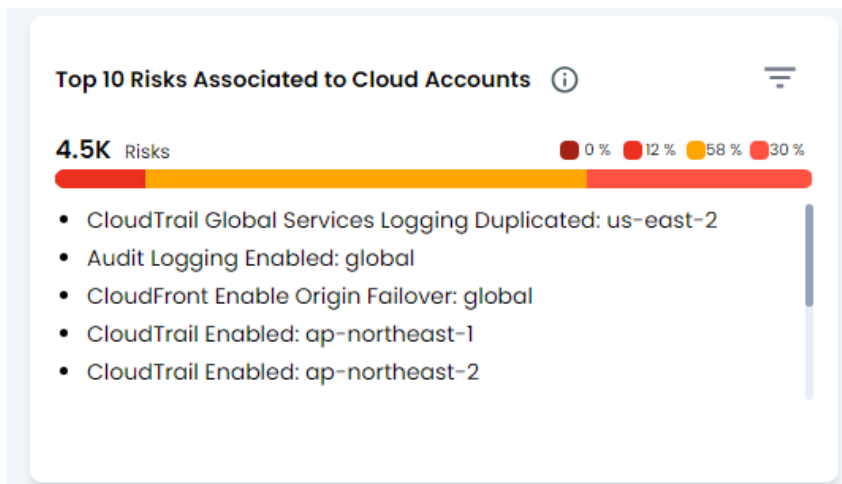 Top 10 Risks Associated to Cloud Accounts
4.5K Risks 0 % 12 % 58 % 30 %
CloudTrail Global Services Logging Duplicated: us-east-2
Audit Logging Enabled: global
CloudFront Enable Origin Failover: global
CloudTrail Enabled: ap-northeast-1
CloudTrail Enabled: ap-northeast-2